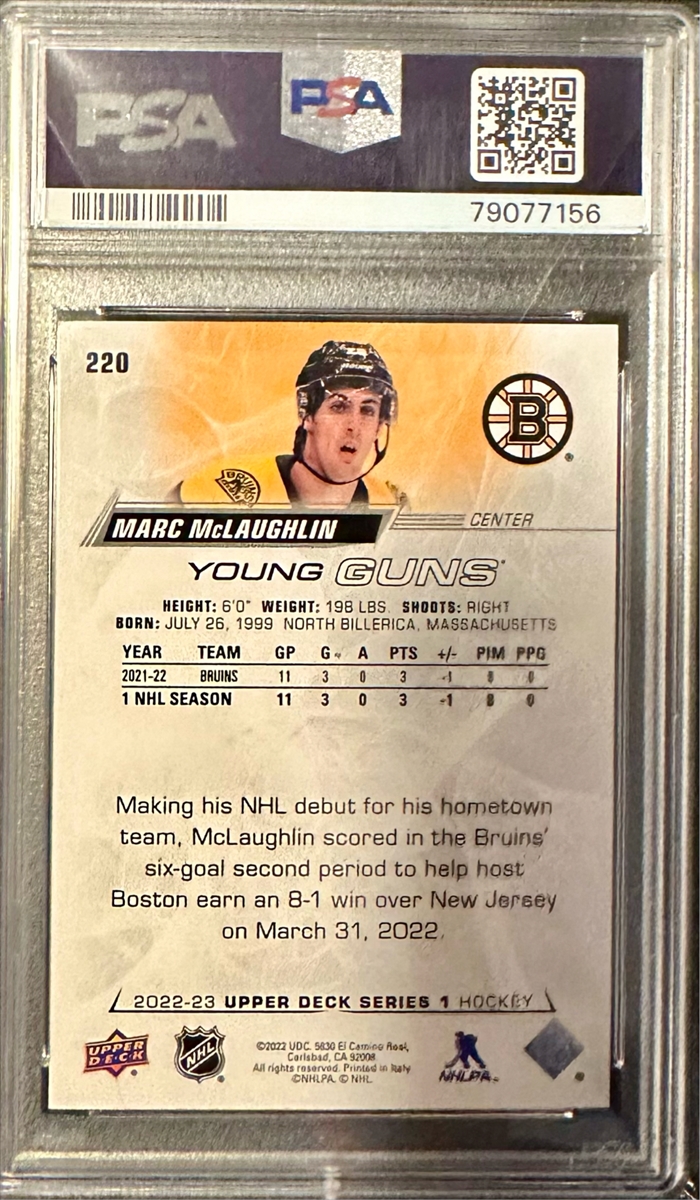 PSA PSA
79077156
220
B
BRUINS
MARC McLAUGHLIN
CENTER
YOUNG GUNS
HEIGHT: 6'0" WEIGHT: 198 LBS. SHOOTS: RIGHT
BORN: JULY 26, 1999 NORTH BILLERICA, MASSACHUSETTS
YEAR TEAM GP G A PTS +/- PIM PPG
2021-22 BRUINS 11 3 0 3 -1 8 0
1 NHL SEASON 11 3 0 3 -1 8 0
Making his NHL debut for his hometown
team, McLaughlin scored in the Bruins'
six-goal second period to help host
Boston earn an 8-1 win over New Jersey
on March 31, 2022.
2022-23 UPPER DECK SERIES 1 HOCKEY
UPPER DECK
NHL
©2022 UDC. 5830 El Camino Real,
Carlsbad, CA 92008.
All rights reserved. Printed in Italy
©NHLPA. © NHL.
NHLPA